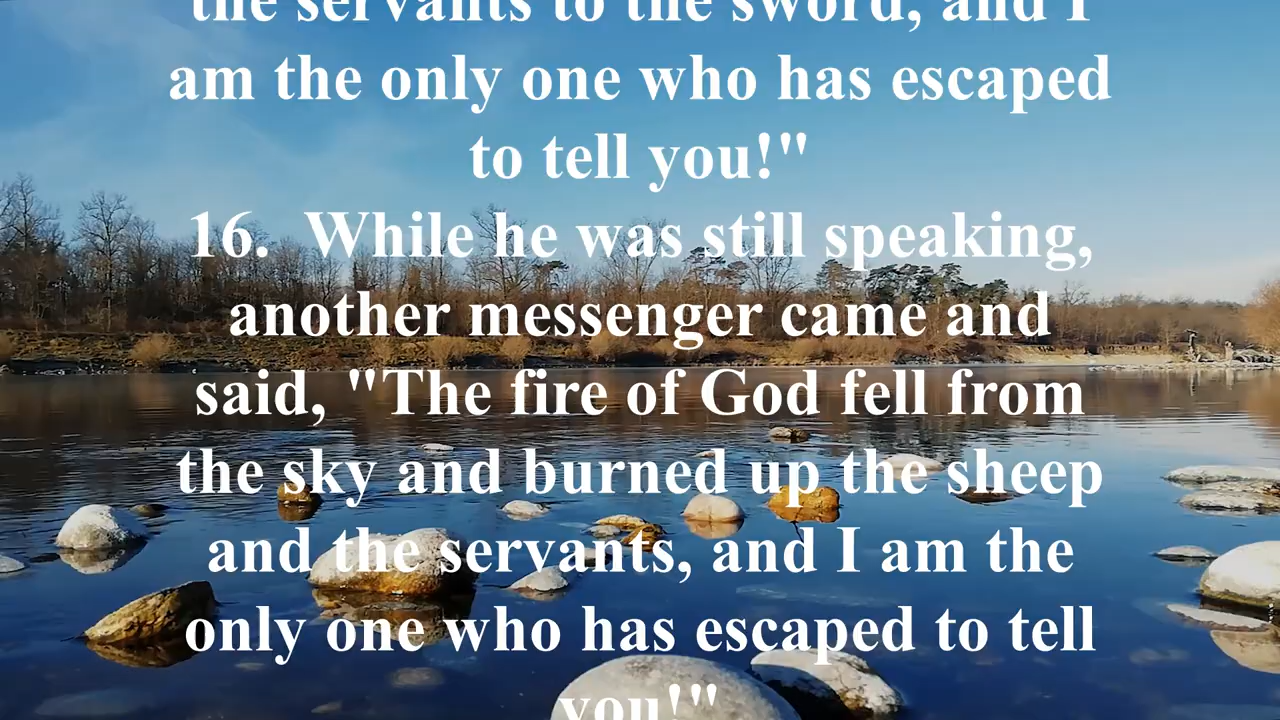 the servants to the sword, and I
am the only one who has escaped
to tell you!"
16.  While he was still speaking,
another messenger came and
said, "The fire of God fell from
the sky and burned up the sheep
and the servants, and I am the
only one who has escaped to tell
you!"